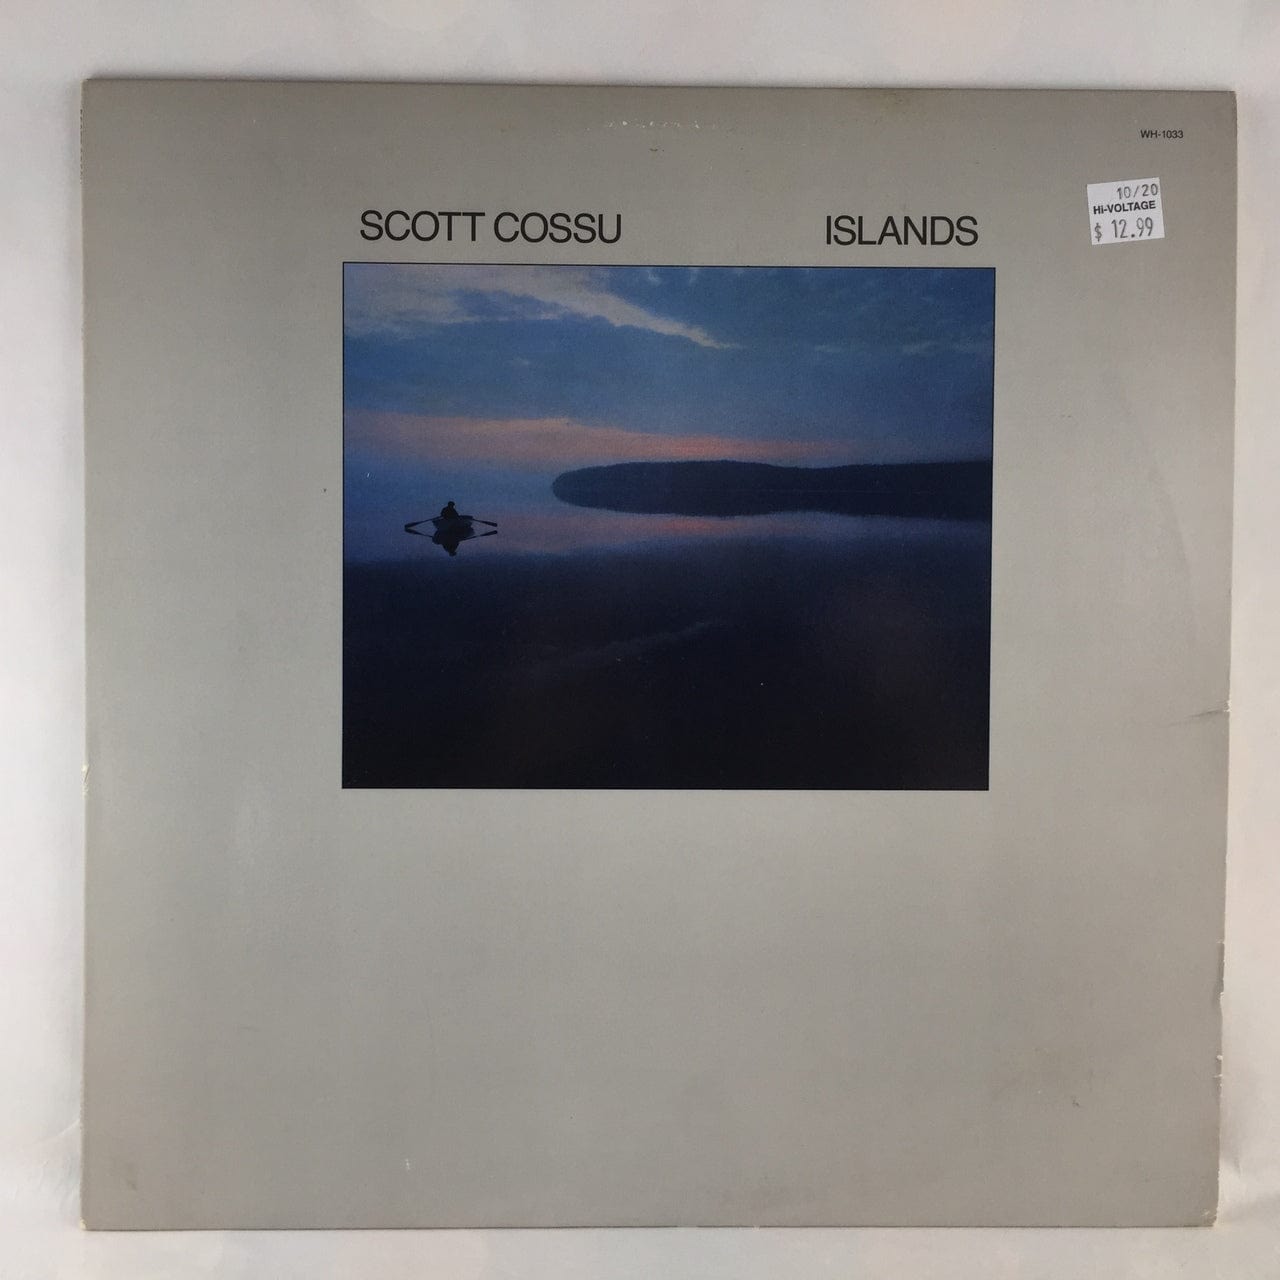 WH-1033
10/20
Hi-VOLTAGE
$ 12.99
SCOTT COSSU ISLANDS